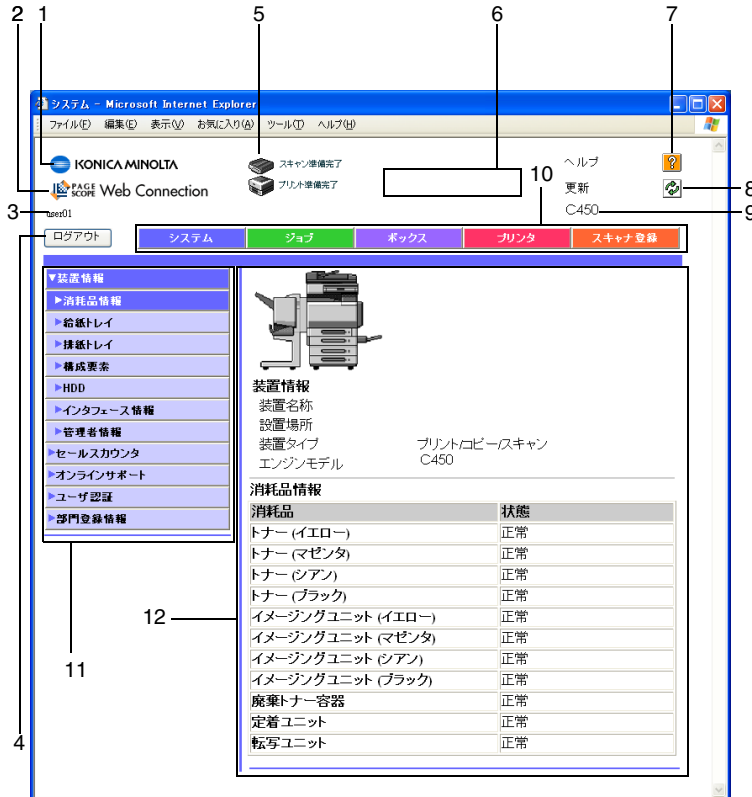 2 1 5 6 7
システム - Microsoft Internet Explorer
ファイル(F) 編集(E) 表示(V) お気に入り(A) ツール(T) ヘルプ(H)
KONICA MINOLTA
スキャン準備完了
ヘルプ
10
PAGE SCOPE Web Connection
プリント準備完了
更新
8
3
user01
C450
9
ログアウト
システム ジョブ ボックス プリンタ スキャナ登録
▼装置情報
▶消耗品情報
▶給紙トレイ
▶排紙トレイ
▶構成要素
▶HDD
▶インタフェース情報
▶管理者情報
▶セールスカウンタ
▶オンラインサポート
▶ユーザ認証
▶部門登録情報
11
4
装置情報
装置名称
設置場所
装置タイプ プリント/コピー/スキャン
エンジンモデル C450
消耗品情報
消耗品 状態
トナー (イエロー) 正常
トナー (マゼンタ) 正常
トナー (シアン) 正常
トナー (ブラック) 正常
12
イメージングユニット (イエロー) 正常
イメージングユニット (マゼンタ) 正常
イメージングユニット (シアン) 正常
イメージングユニット (ブラック) 正常
廃棄トナー容器 正常
定着ユニット 正常
転写ユニット 正常